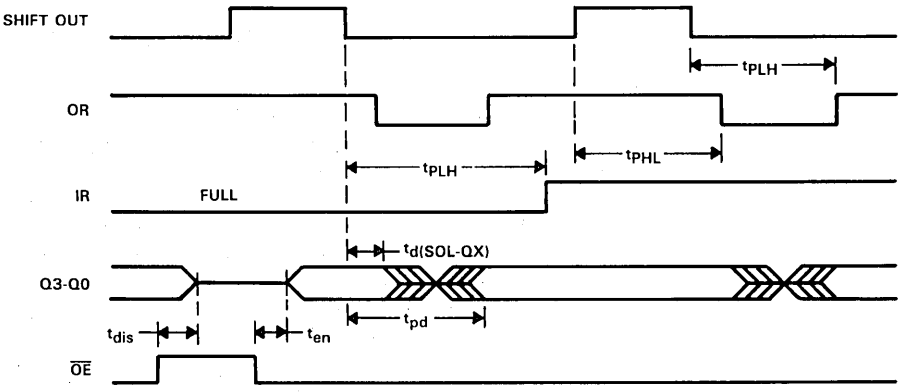 SHIFT OUT
tPLH
OR
tPLH
tPHL
IR
FULL
td(SOL-QX)
Q3-Q0
tdis
ten
tpd
OE